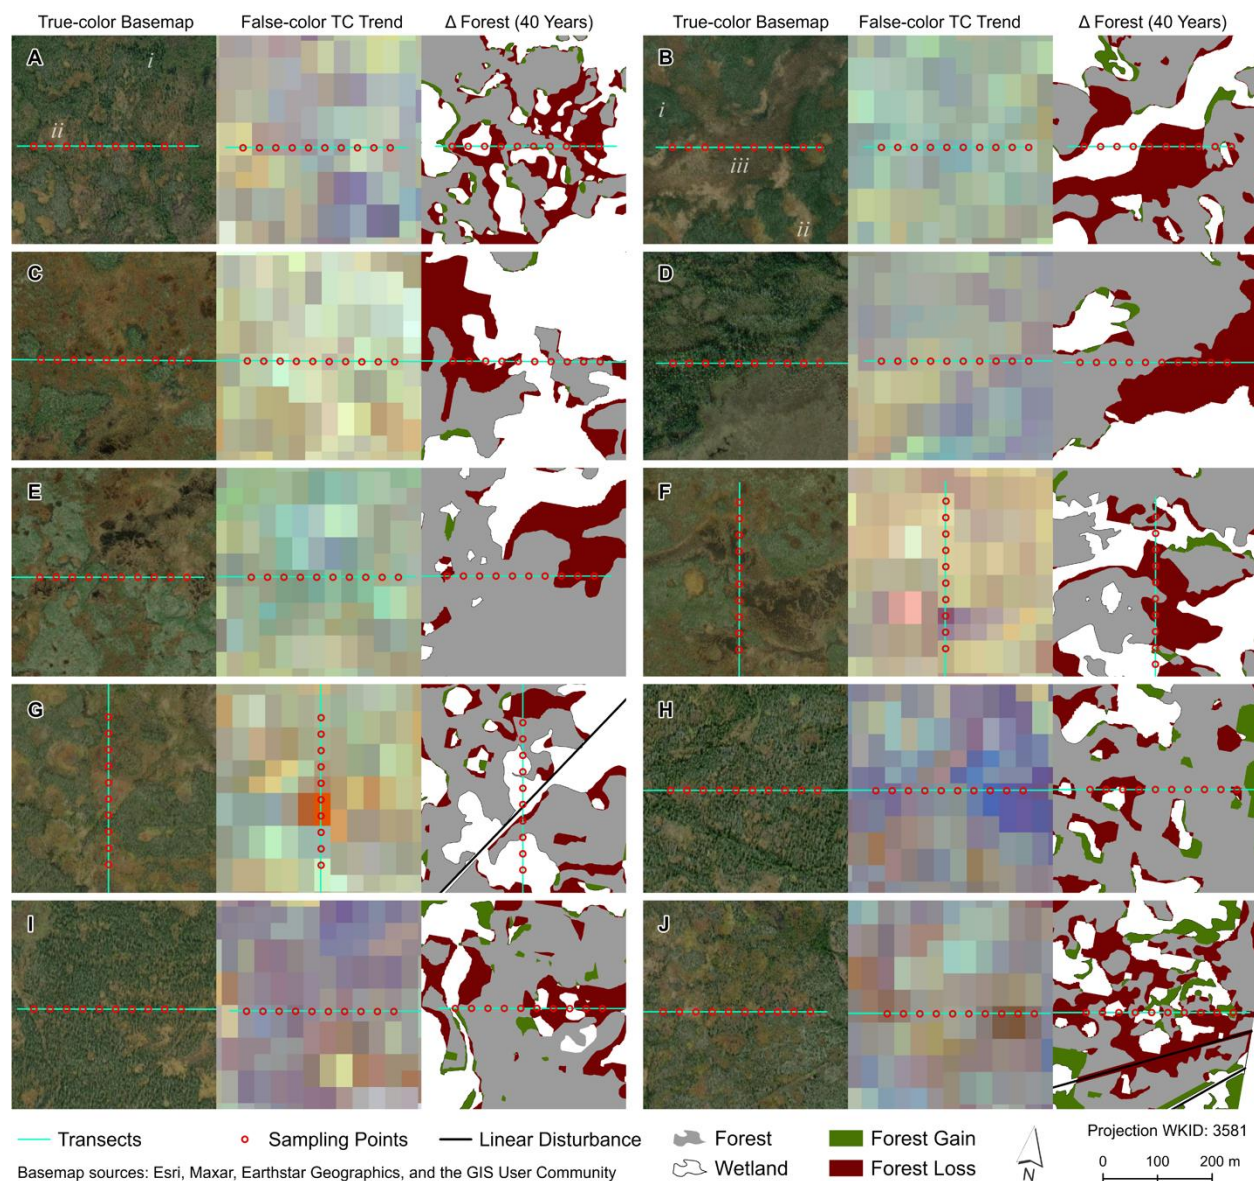 True-color Basemap False-color TC Trend Δ Forest (40 Years) True-color Basemap False-color TC Trend Δ Forest (40 Years)
A i ii B i iii ii
C D
E F
G H
I J
Transects Sampling Points Linear Disturbance Forest Forest Gain Projection WKID: 3581
Wetland Forest Loss N 0 100 200 m
Basemap sources: Esri, Maxar, Earthstar Geographics, and the GIS User Community